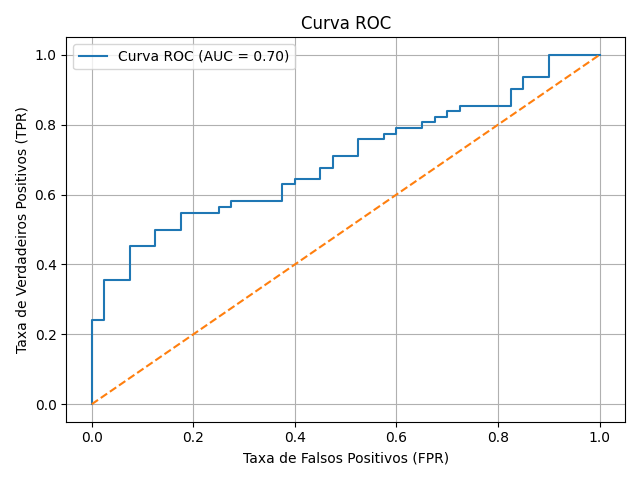 Curva ROC
Curva ROC (AUC = 0.70)
1.0
0.8
0.6
0.4
0.2
0.0
Taxa de Verdadeiros Positivos (TPR)
0.0 0.2 0.4 0.6 0.8 1.0
Taxa de Falsos Positivos (FPR)